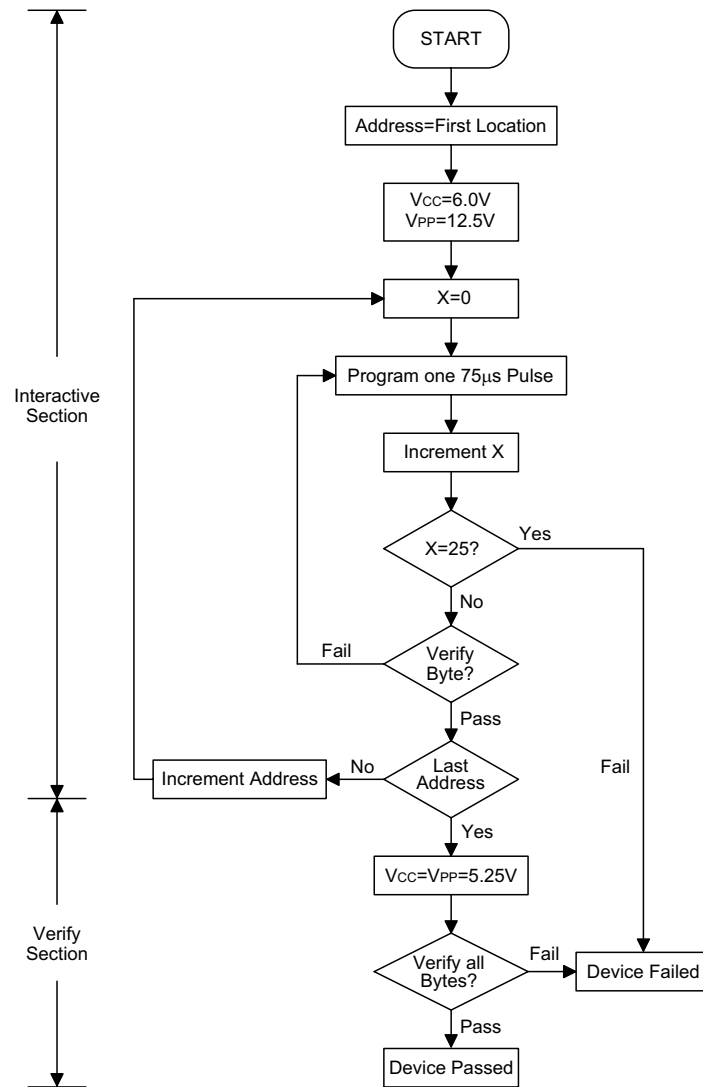 START
Address=First Location
VCC=6.0V
VPP=12.5V
X=0
Program one 75μs Pulse
Interactive
Section
Increment X
X=25?
Yes
No
Verify
Byte?
Fail
Pass
Last
Address
No
Increment Address
Fail
Yes
VCC=VPP=5.25V
Verify
Section
Verify all
Bytes?
Fail
Device Failed
Pass
Device Passed